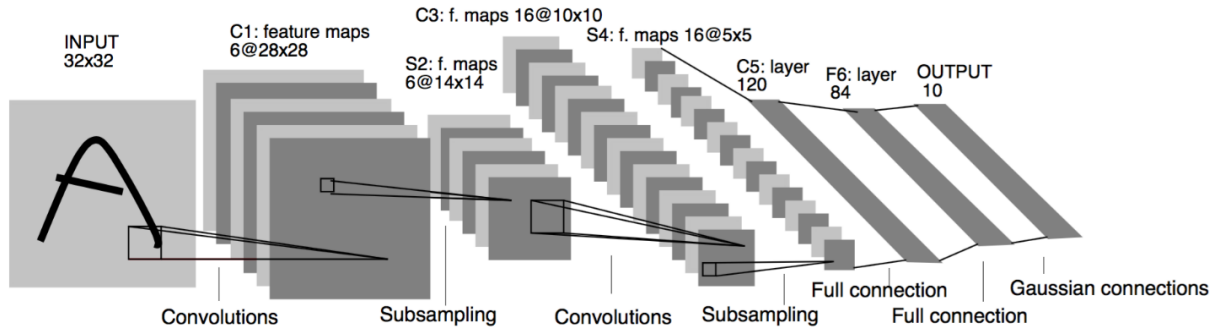 INPUT
32x32
C1: feature maps
6@28x28
S2: f. maps
6@14x14
C3: f. maps 16@10x10
S4: f. maps 16@5x5
C5: layer
120
F6: layer
84
OUTPUT
10
Convolutions
Subsampling
Convolutions
Subsampling
Full connection
Full connection
Gaussian connections
A